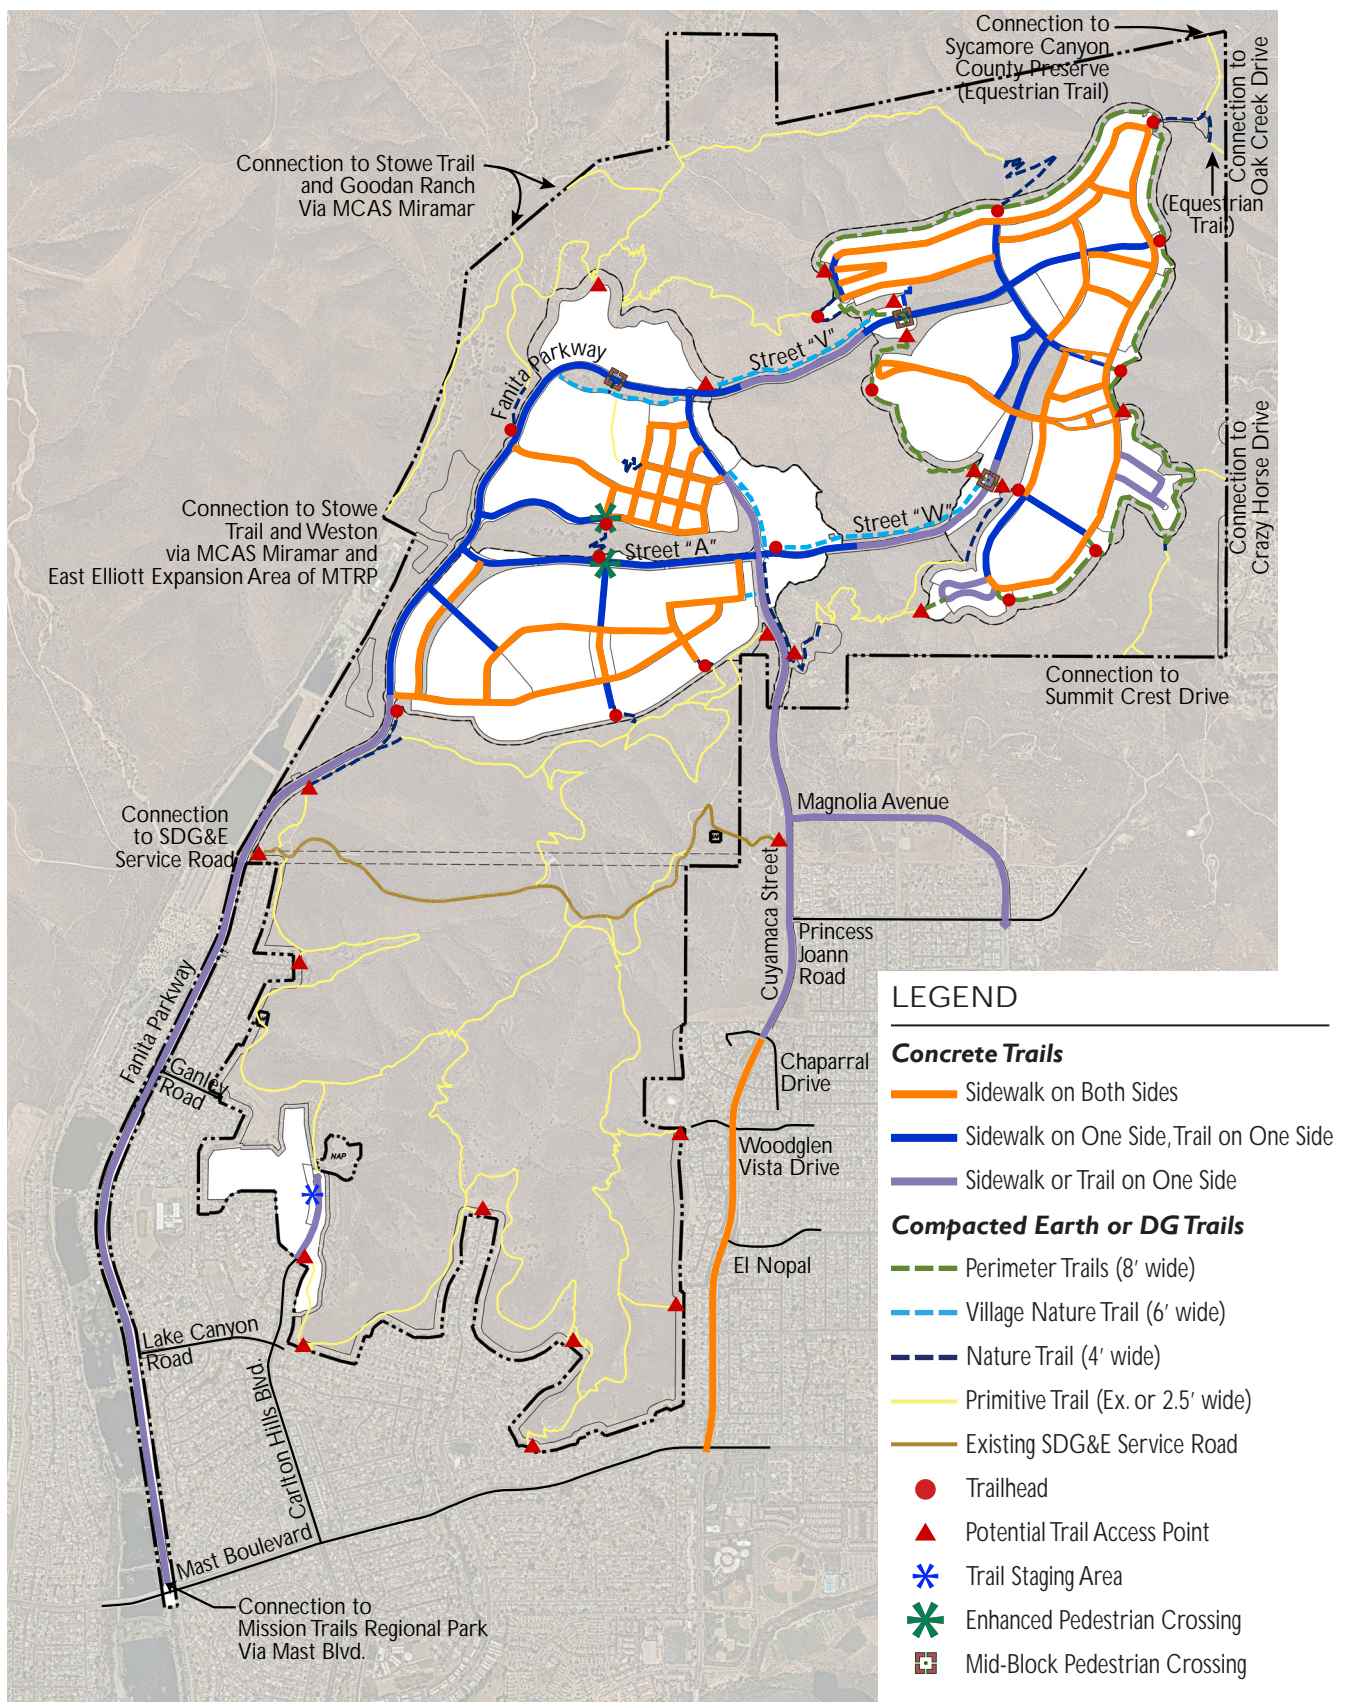 Connection to
Sycamore Canyon
County Preserve
(Equestrian Trail)
Connection to
Oak Creek Drive
(Equestrian
Trail)
Connection to Stowe Trail
and Goodan Ranch
Via MCAS Miramar
Fanita Parkway
Street "V"
Connection to
Crazy Horse Drive
Connection to Stowe
Trail and Weston
via MCAS Miramar and
East Elliott Expansion Area of MTRP
Street "A"
Street "W"
Connection to
Summit Crest Drive
Connection
to SDG&E
Service Road
Magnolia Avenue
Cuyamaca Street
Princess
Joann
Road
Fanita Parkway
Ganley
Road
Chaparral
Drive
NAP
Woodglen
Vista Drive
El Nopal
Lake Canyon
Road
Carlton Hills Blvd.
Mast Boulevard
Connection to
Mission Trails Regional Park
Via Mast Blvd.
LEGEND
Concrete Trails
Sidewalk on Both Sides
Sidewalk on One Side, Trail on One Side
Sidewalk or Trail on One Side
Compacted Earth or DG Trails
Perimeter Trails (8' wide)
Village Nature Trail (6' wide)
Nature Trail (4' wide)
Primitive Trail (Ex. or 2.5' wide)
Existing SDG&E Service Road
Trailhead
Potential Trail Access Point
Trail Staging Area
Enhanced Pedestrian Crossing
Mid-Block Pedestrian Crossing